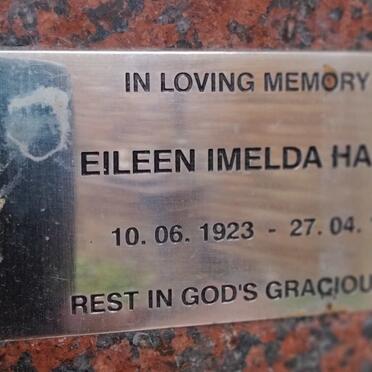 IN LOVING MEMORY
EILEEN IMELDA HA
10. 06. 1923 - 27. 04.
REST IN GOD'S GRACIOU